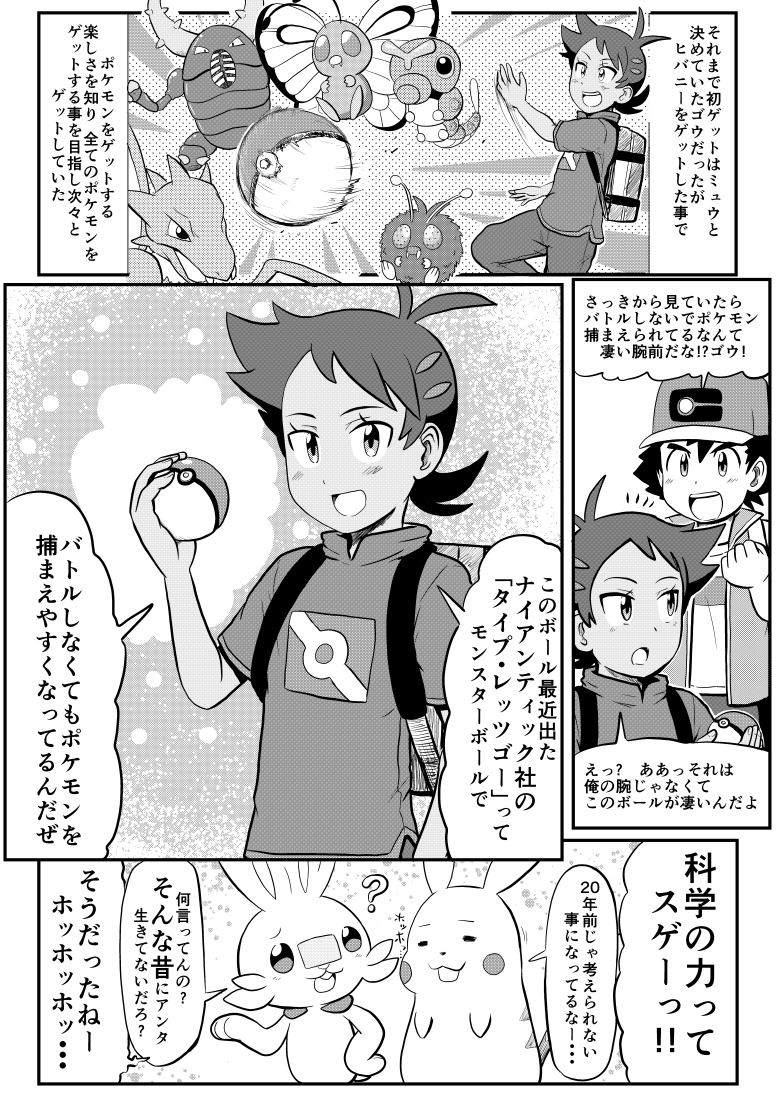 それまで初ゲットはミュウと
決めていたゴウだったが
ヒバニーをゲットした事で
ポケモンをゲットする
楽しさを知り 全てのポケモンを
ゲットする事を目指し次々と
ゲットしていた
さっきから見ていたら
バトルしないでポケモン
捕まえられてるなんて
凄い腕前だな!?ゴウ!
えっ? ああっそれは
俺の腕じゃなくて
このボールが凄いんだよ
このボール最近出た
ナイアンティック社の
「タイプ・レッツゴー」って
モンスターボールで
バトルしなくてもポケモンを
捕まえやすくなってるんだぜ
科学の力って
スゲーっ!!
20年前じゃ考えられない
事になってるなー…
ホッホ?
?
何言ってんの?
そんな昔にアンタ
生きてないだろ?
そうだったねー
ホッホッホッ…